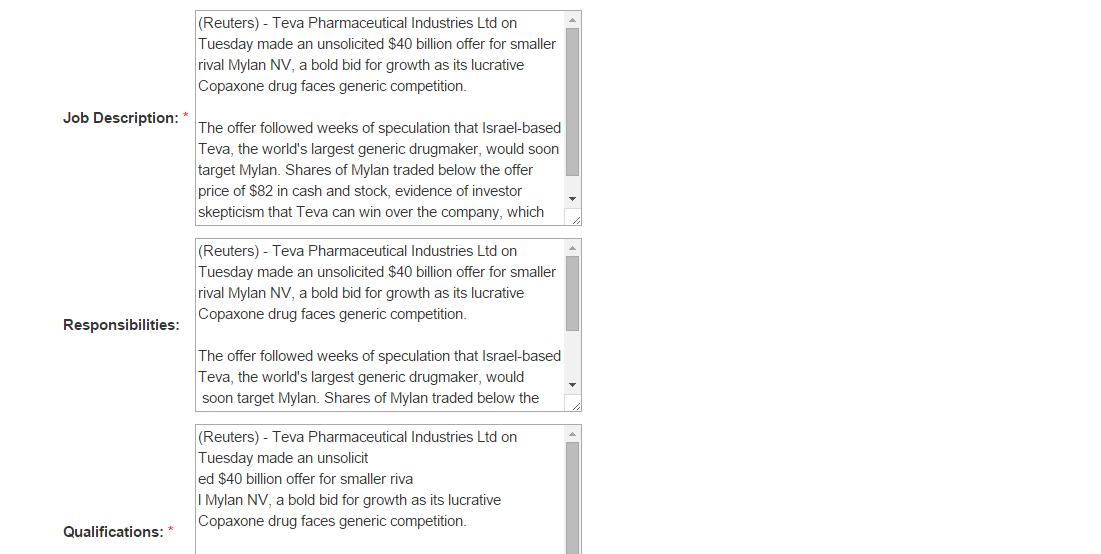 Job Description: *
(Reuters) - Teva Pharmaceutical Industries Ltd on
Tuesday made an unsolicited $40 billion offer for smaller
rival Mylan NV, a bold bid for growth as its lucrative
Copaxone drug faces generic competition.
The offer followed weeks of speculation that Israel-based
Teva, the world's largest generic drugmaker, would soon
target Mylan. Shares of Mylan traded below the offer
price of $82 in cash and stock, evidence of investor
skepticism that Teva can win over the company, which
Responsibilities:
(Reuters) - Teva Pharmaceutical Industries Ltd on
Tuesday made an unsolicited $40 billion offer for smaller
rival Mylan NV, a bold bid for growth as its lucrative
Copaxone drug faces generic competition.
The offer followed weeks of speculation that Israel-based
Teva, the world's largest generic drugmaker, would
soon target Mylan. Shares of Mylan traded below the
Qualifications: *
(Reuters) - Teva Pharmaceutical Industries Ltd on
Tuesday made an unsolicit
ed $40 billion offer for smaller riva
l Mylan NV, a bold bid for growth as its lucrative
Copaxone drug faces generic competition.